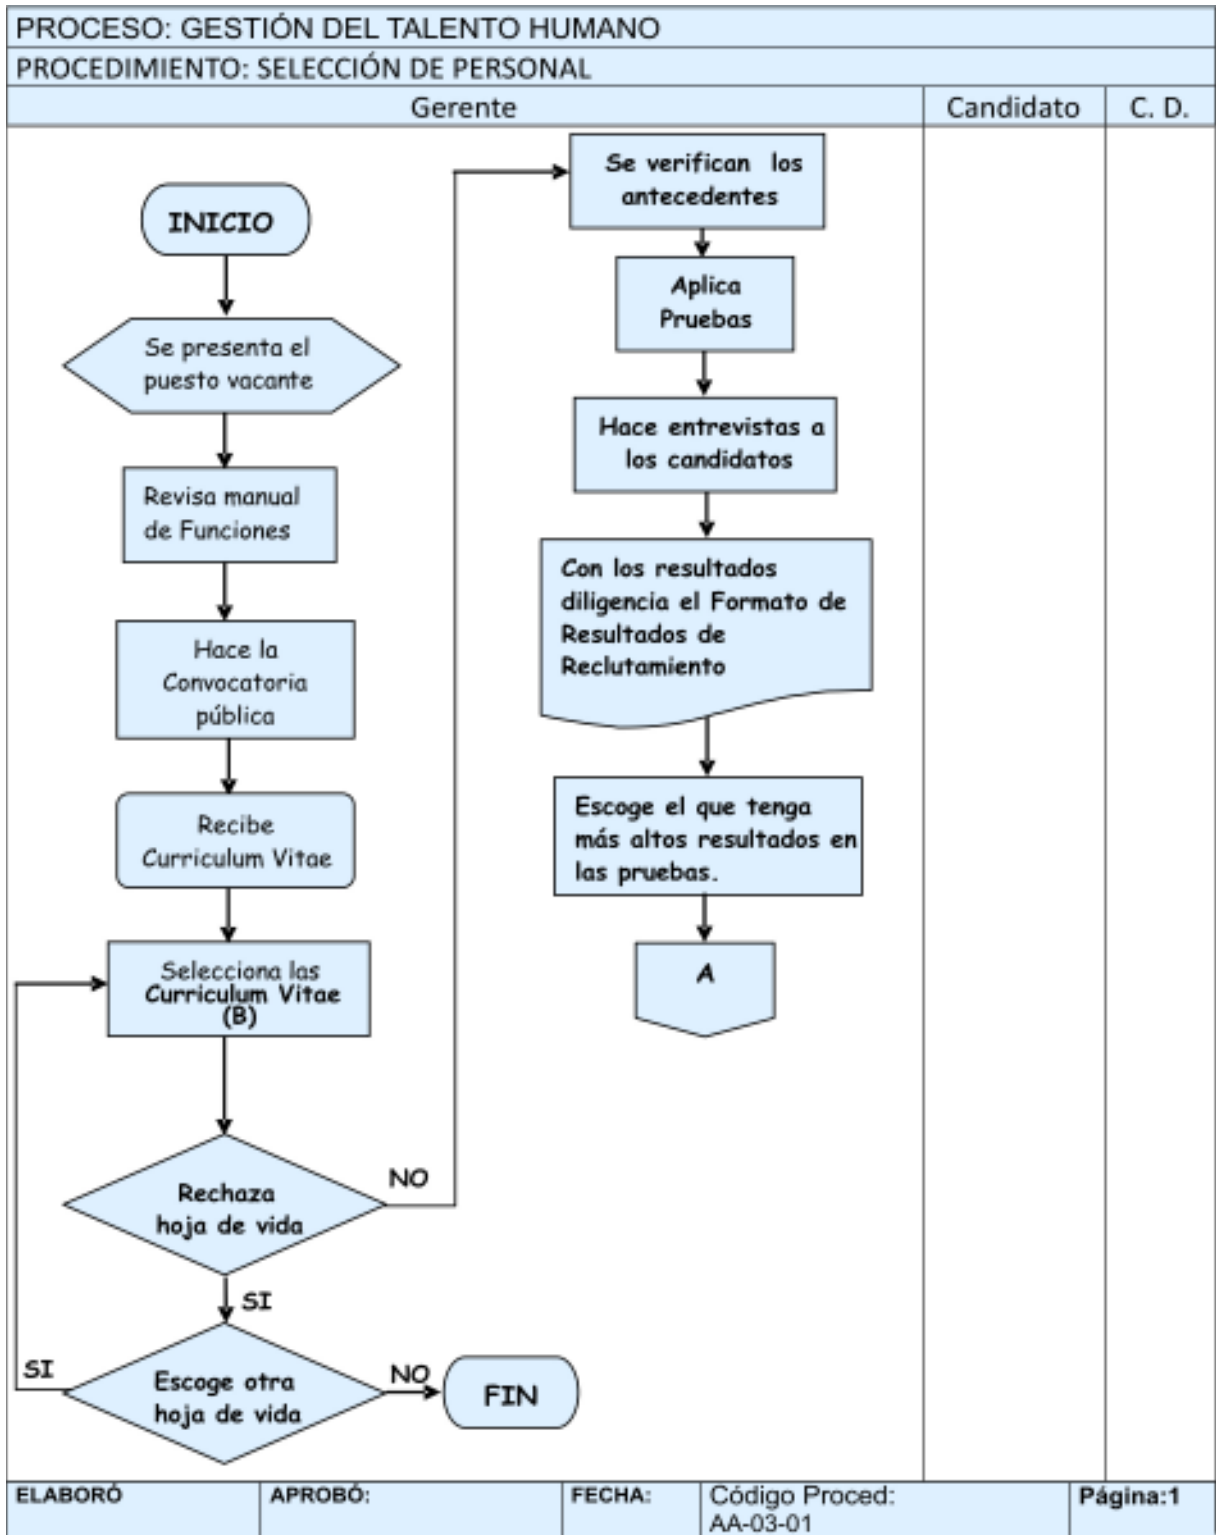 PROCESO: GESTIÓN DEL TALENTO HUMANO
PROCEDIMIENTO: SELECCIÓN DE PERSONAL
Gerente
Candidato
C. D.
INICIO
Se presenta el
puesto vacante
Revisa manual
de Funciones
Hace la
Convocatoria
pública
Recibe
Curriculum Vitae
Selecciona las
Curriculum Vitae
(B)
Rechaza
hoja de vida
NO
SI
Escoge otra
hoja de vida
SI
NO
FIN
Se verifican los
antecedentes
Aplica
Pruebas
Hace entrevistas a
los candidatos
Con los resultados
diligencia el Formato de
Resultados de
Reclutamiento
Escoge el que tenga
más altos resultados en
las pruebas.
A
ELABORÓ
APROBÓ:
FECHA:
Código Proced:
AA-03-01
Página:1